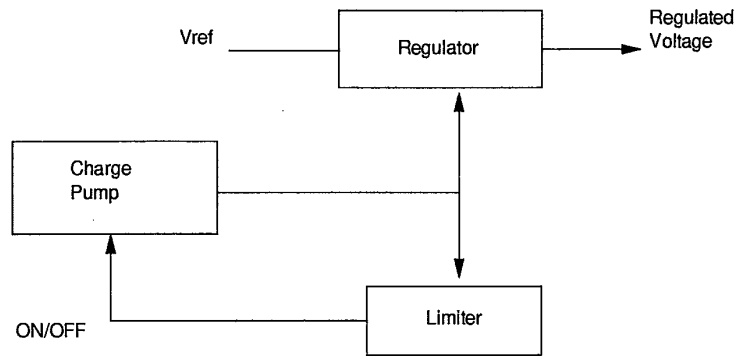 Vref
Regulator
Regulated
Voltage
Charge
Pump
ON/OFF
Limiter